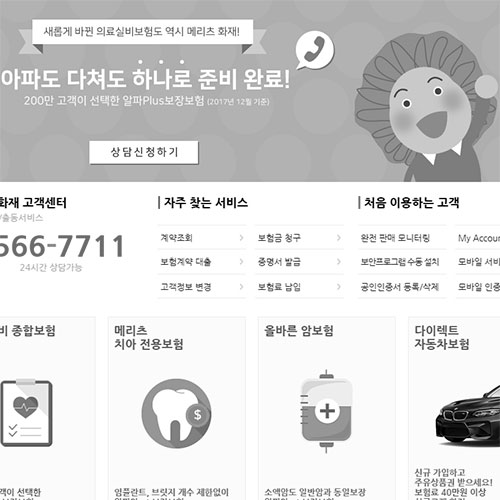 새롭게 바뀐 의료실비보험도 역시 메리츠 화재!
아파도 다쳐도 하나로 준비 완료!
200만 고객이 선택한 알파Plus보장보험 (2017년 12월 기준)
상담신청하기
화재 고객센터
/출동서비스
566-7711
24시간 상담가능
자주 찾는 서비스
계약조회
보험금 청구
보험계약 대출
증명서 발급
고객정보 변경
보험료 납입
처음 이용하는 고객
완전 판매 모니터링
My Accou
보안프로그램 수동 설치
모바일 서비
공인인증서 등록/삭제
모바일 인증
비 종합보험
메리츠
치아 전용보험
올바른 암보험
다이렉트
자동차보험
$
객이 선택한
임플란트, 브릿지 개수 제한없이
소액암도 일반암과 동일보장
신규 가입하고
주유상품권 받으세요!
보험료 40만원 이상